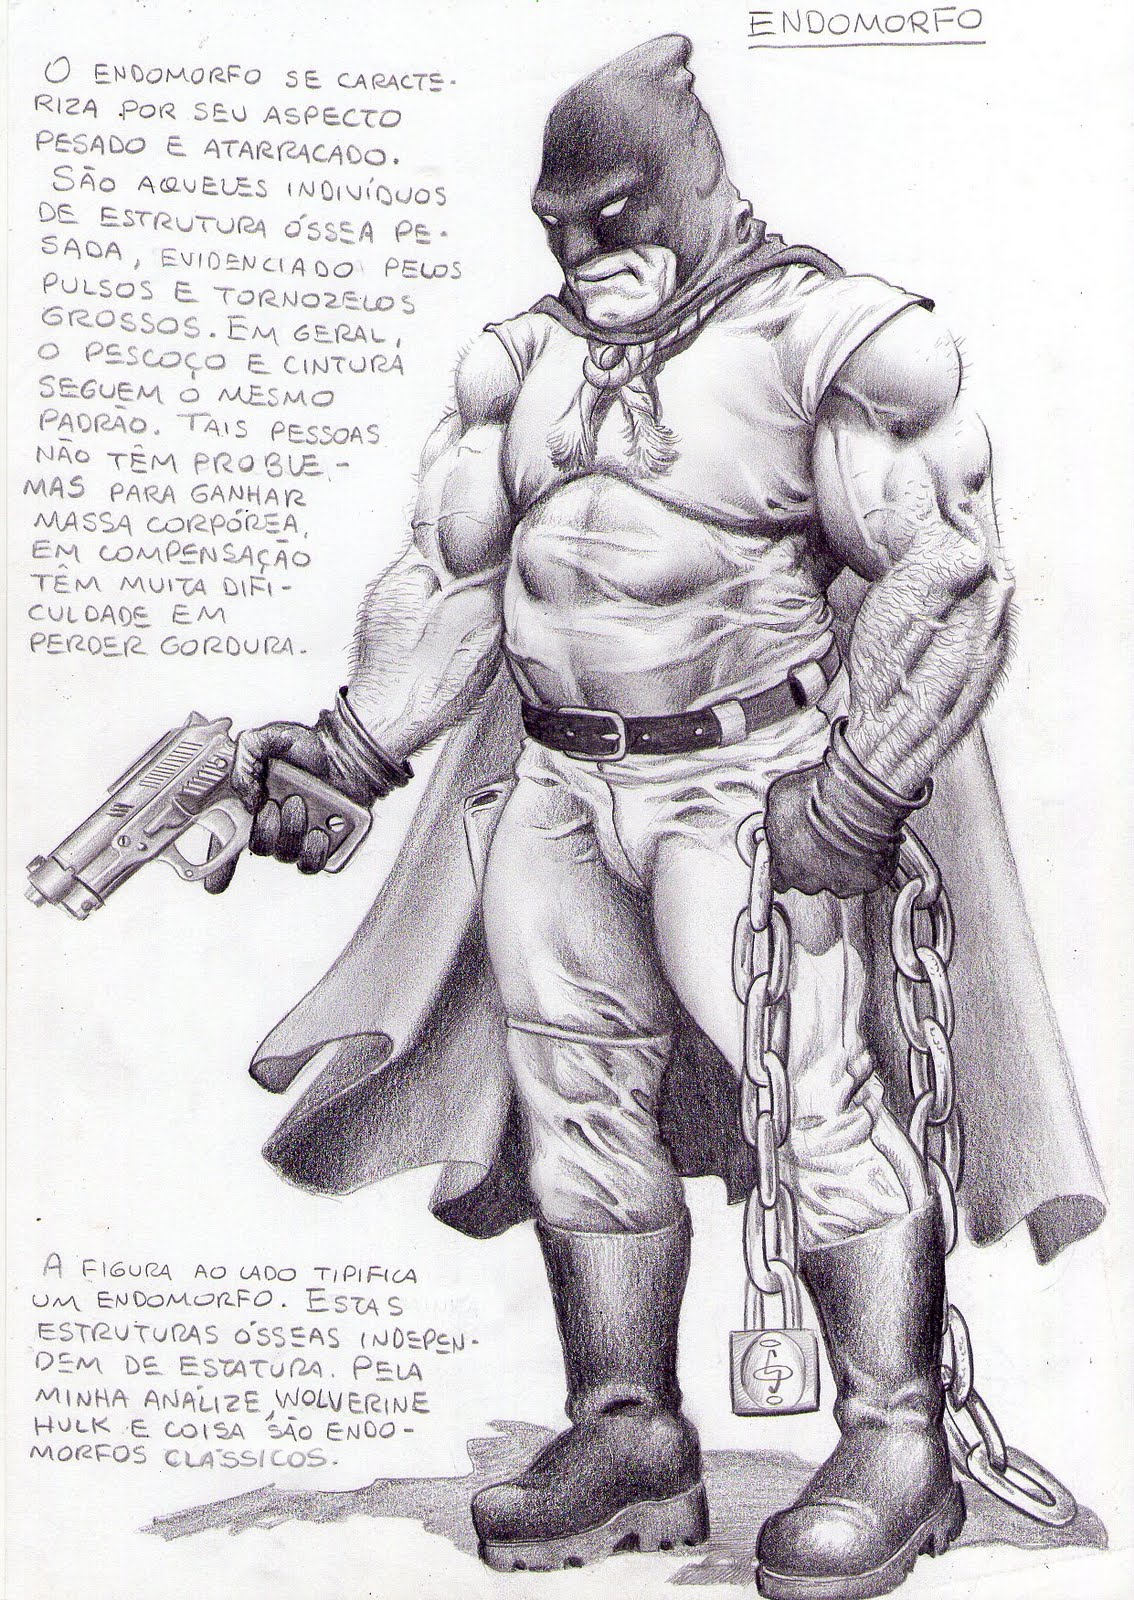 ENDOMORFO
O ENDOMORFO SE CARACTE-
RIZA POR SEU ASPECTO
PESADO E ATARRACADO.
SÃO AQUELES INDIVÍDUOS
DE ESTRUTURA ÓSSEA PE-
SADA, EVIDENCIADO PELOS
PULSOS E TORNOZELOS
GROSSOS. EM GERAL,
O PESCOÇO E CINTURA
SEGUEM O MESMO
PADRÃO. TAIS PESSOAS
NÃO TÊM PROBLE-
MAS PARA GANHAR
MASSA CORPÓREA,
EM COMPENSAÇÃO
TÊM MUITA DIFI-
CULDADE EM
PERDER GORDURA.
A FIGURA AO LADO TIPIFICA
UM ENDOMORFO. ESTAS
ESTRUTURAS ÓSSEAS INDEPEN-
DEM DE ESTATURA. PELA
MINHA ANÁLIZE, WOLVERINE
HULK E COISA SÃO ENDO-
MORFOS CLÁSSICOS.